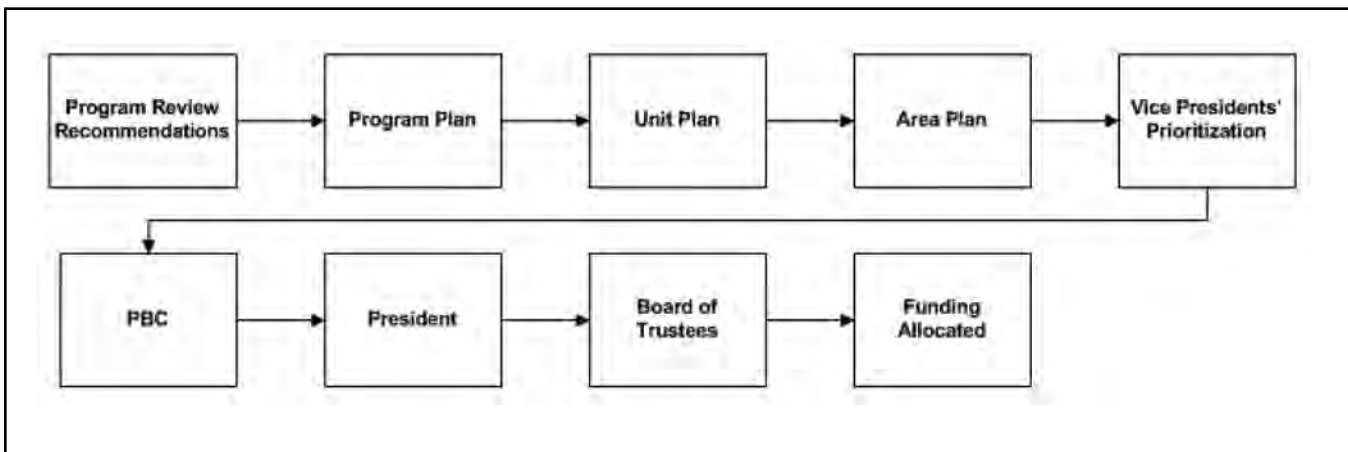 Program Review
Recommendations
Program Plan
Unit Plan
Area Plan
Vice Presidents'
Prioritization
PBC
President
Board of
Trustees
Funding
Allocated